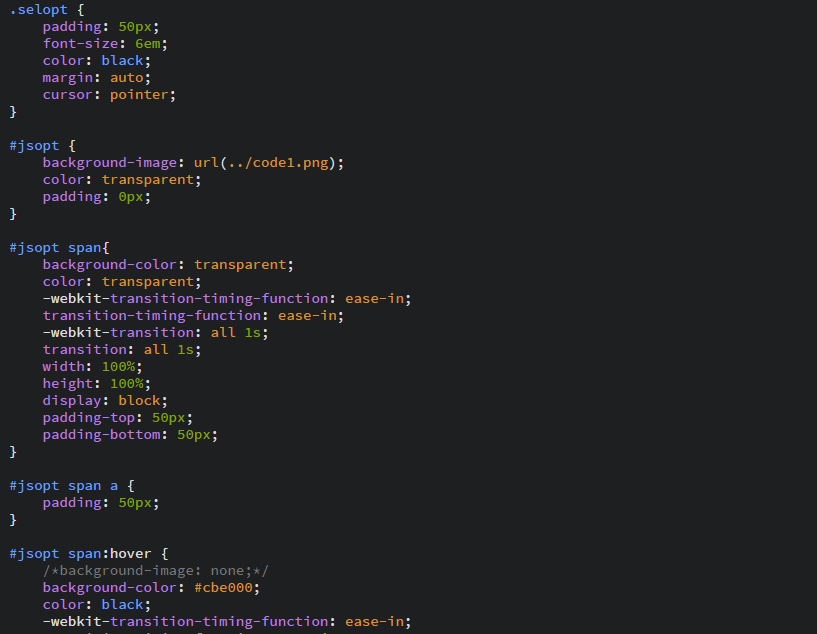 .selopt {
    padding: 50px;
    font-size: 6em;
    color: black;
    margin: auto;
    cursor: pointer;
}
#jsopt {
    background-image: url(../code1.png);
    color: transparent;
    padding: 0px;
}
#jsopt span{
    background-color: transparent;
    color: transparent;
    -webkit-transition-timing-function: ease-in;
    transition-timing-function: ease-in;
    -webkit-transition: all 1s;
    transition: all 1s;
    width: 100%;
    height: 100%;
    display: block;
    padding-top: 50px;
    padding-bottom: 50px;
}
#jsopt span a {
    padding: 50px;
}
#jsopt span:hover {
    /*background-image: none;*/
    background-color: #cbe000;
    color: black;
    -webkit-transition-timing-function: ease-in;